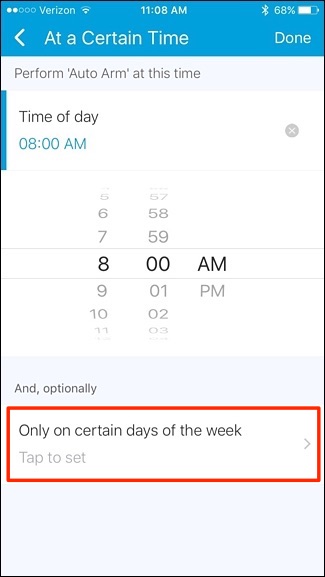 Verizon 11:08 AM 68%
At a Certain Time Done
Perform 'Auto Arm' at this time
Time of day
08:00 AM
5 57
6 58
7 59
8 00 AM
9 01 PM
10 02
11 03
And, optionally
Only on certain days of the week
Tap to set